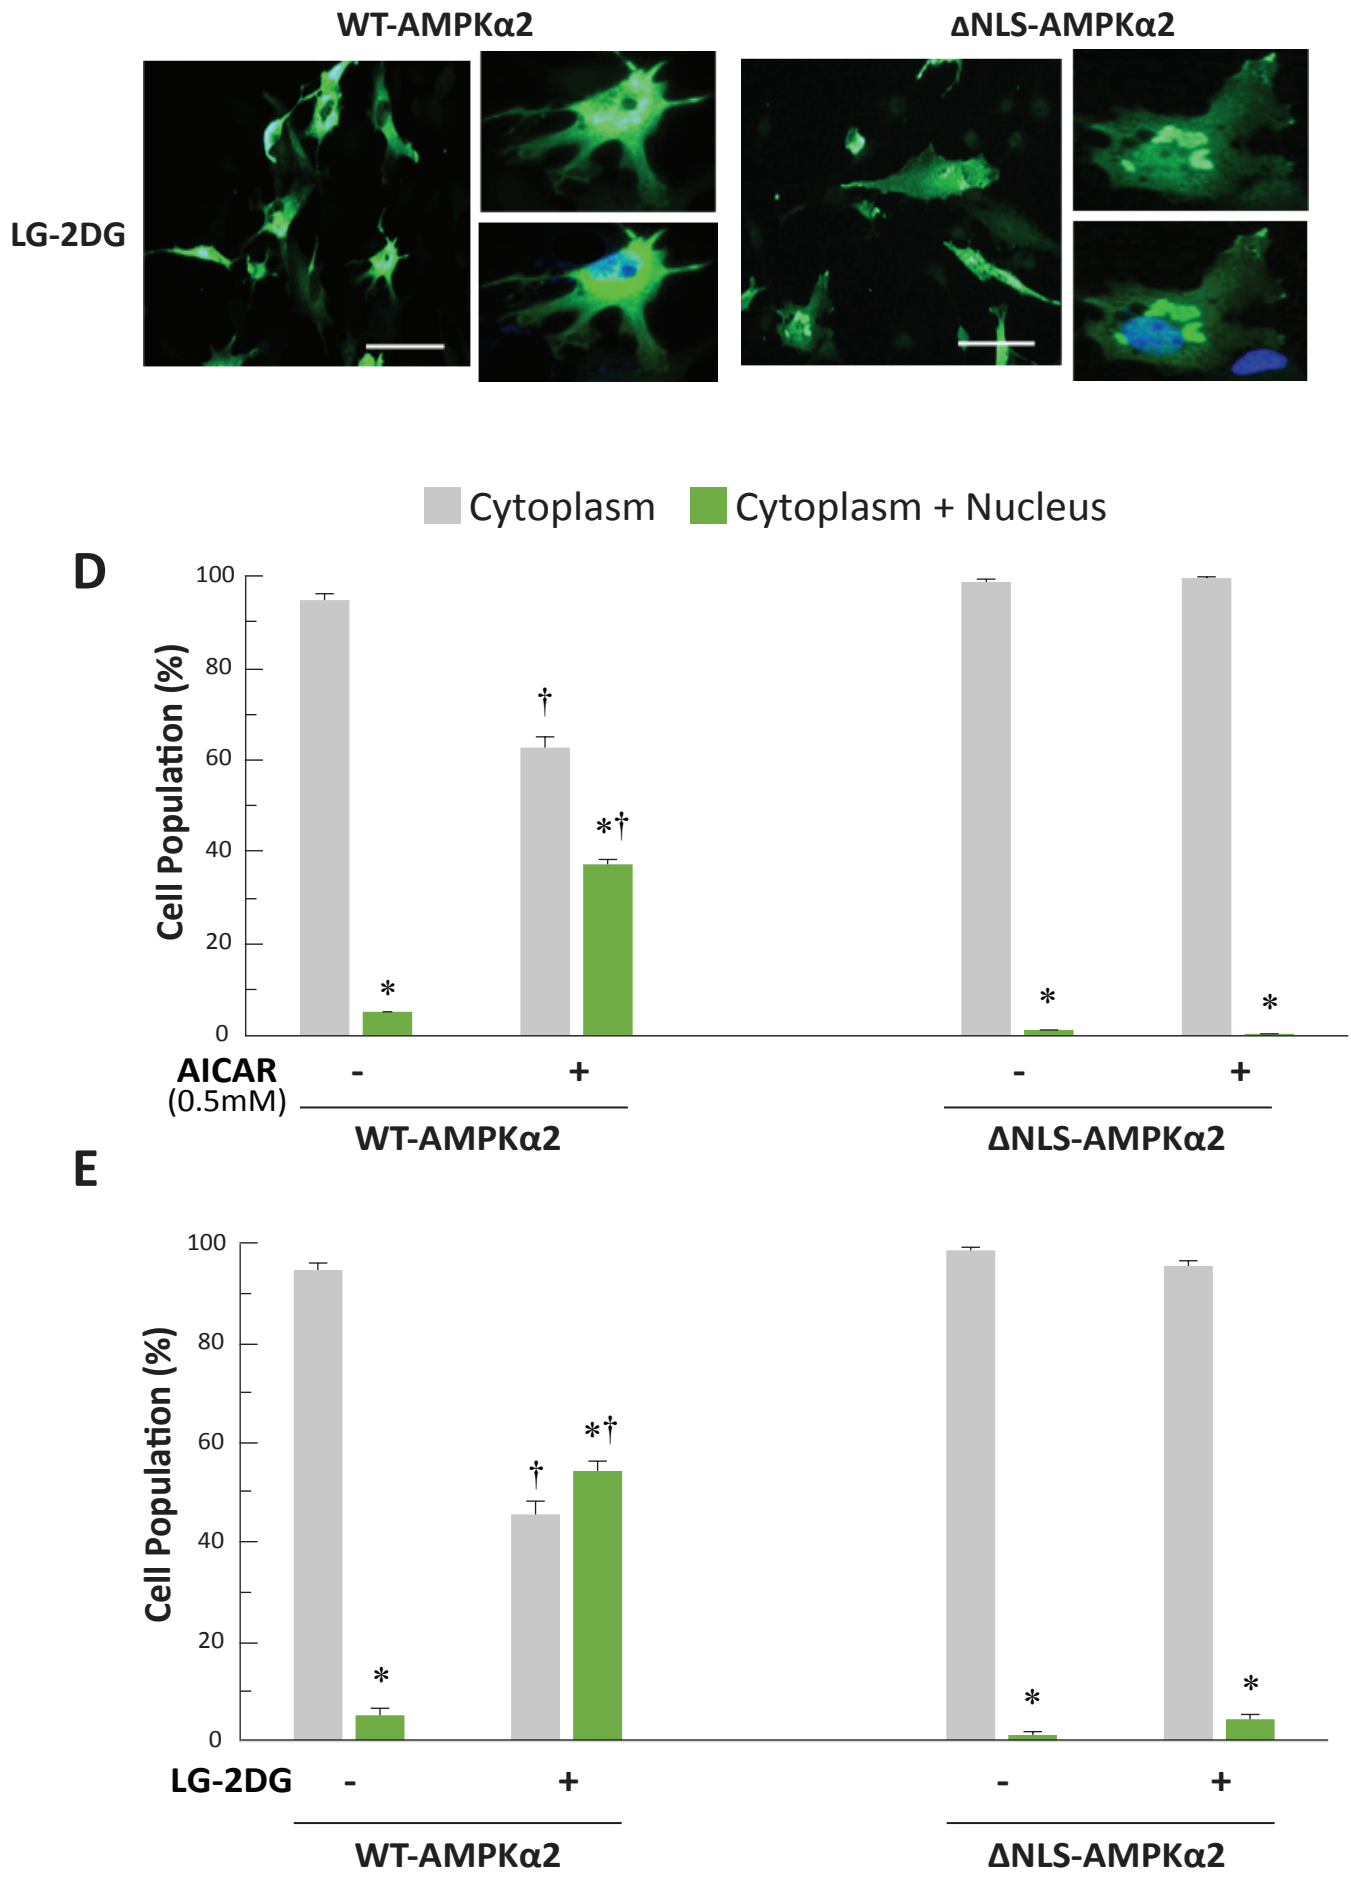 WT-AMPKα2 ΔNLS-AMPKα2
LG-2DG
Cytoplasm Cytoplasm + Nucleus
D
100
80
60
40
20
0
Cell Population (%)
*
†
*†
*
*
AICAR - + - +
(0.5mM)
WT-AMPKα2 ΔNLS-AMPKα2
E
100
80
60
40
20
0
Cell Population (%)
*
†
*†
*
*
LG-2DG - + - +
WT-AMPKα2 ΔNLS-AMPKα2